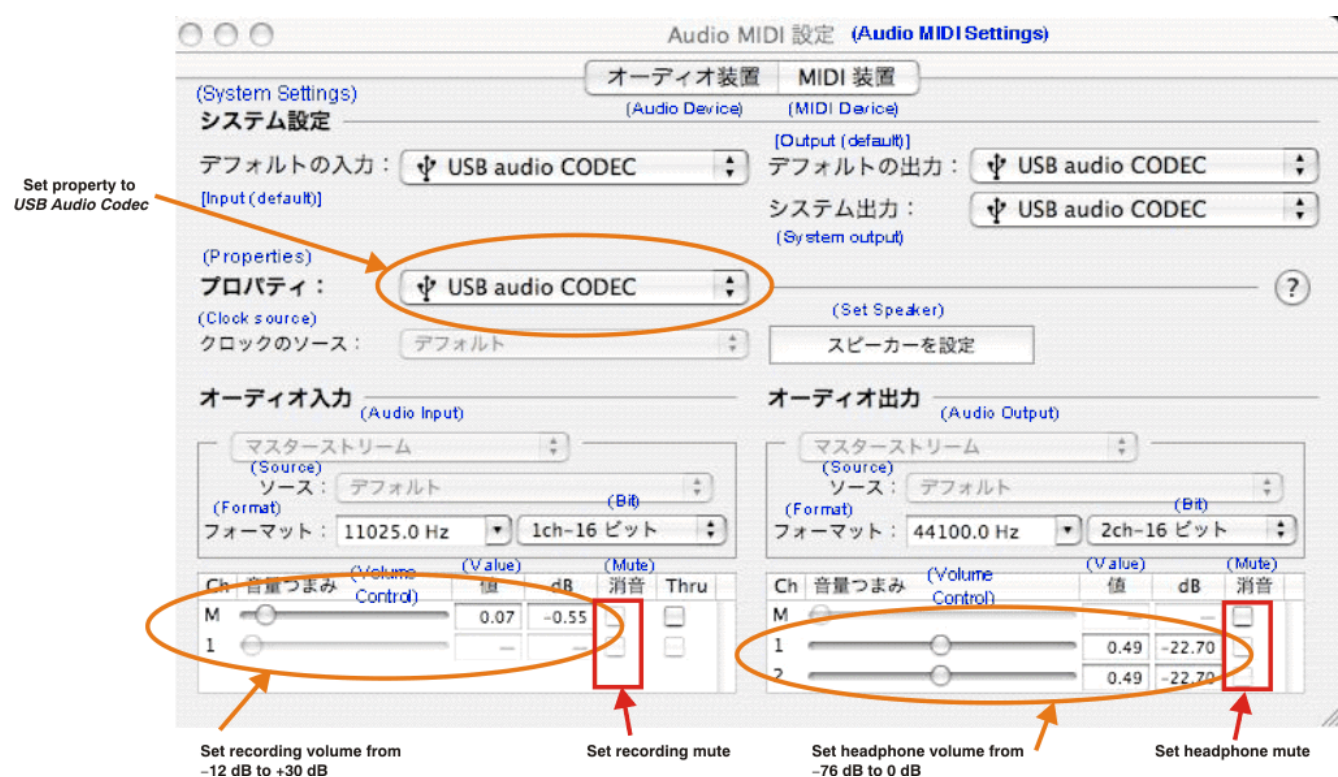 Audio MIDI 設定 (Audio MIDI Settings)
オーディオ装置 MIDI 装置
(Audio Device) (MIDI Device)
(System Settings)
システム設定
[Output (default)]
デフォルトの入力： USB audio CODEC
デフォルトの出力： USB audio CODEC
[Input (default)]
システム出力： USB audio CODEC
(System output)
Set property to
USB Audio Codec
(Properties)
プロパティ： USB audio CODEC
?
(Clock source)
クロックのソース： デフォルト
(Set Speaker)
スピーカーを設定
オーディオ入力
(Audio Input)
マスターストリーム
(Source)
ソース： デフォルト
(Format) (Bit)
フォーマット： 11025.0 Hz 1ch-16 ビット
(Volume Control) (Value) (Mute)
Ch 音量つまみ 値 dB 消音 Thru
M 0.07 -0.55
1 — —
オーディオ出力
(Audio Output)
マスターストリーム
(Source)
ソース： デフォルト
(Format) (Bit)
フォーマット： 44100.0 Hz 2ch-16 ビット
(Volume Control) (Value) (Mute)
Ch 音量つまみ 値 dB 消音
M — —
1 0.49 -22.70
2 0.49 -22.70
Set recording volume from
–12 dB to +30 dB
Set recording mute
Set headphone volume from
–76 dB to 0 dB
Set headphone mute